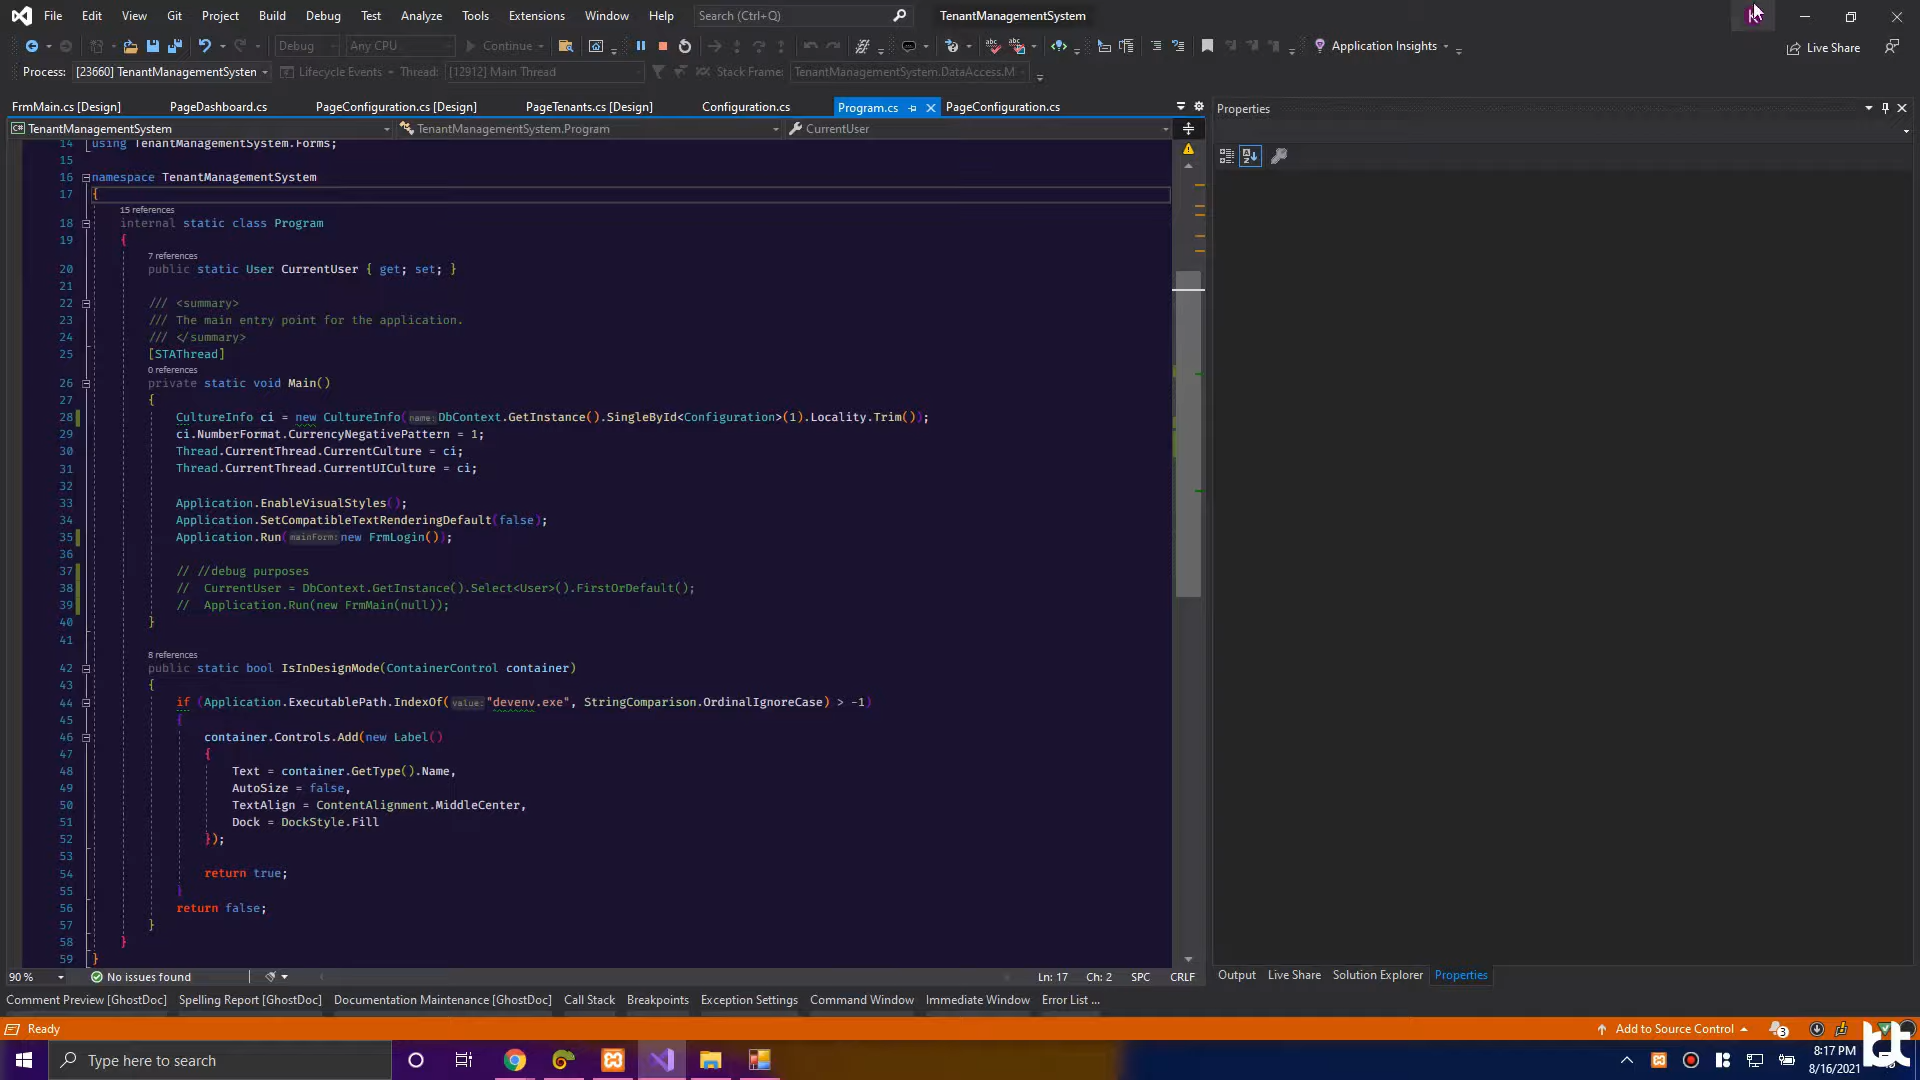 File Edit View Git Project Build Debug Test Analyze Tools Extensions Window Help Search (Ctrl+Q) TenantManagementSystem
Debug Any CPU Continue Application Insights Live Share
Process: [23660] TenantManagementSysten Lifecycle Events Thread: [12912] Main Thread Stack Frame: TenantManagementSystem.DataAccess.M
FrmMain.cs [Design] PageDashboard.cs PageConfiguration.cs [Design] PageTenants.cs [Design] Configuration.cs Program.cs PageConfiguration.cs
Properties
TenantManagementSystem TenantManagementSystem.Program CurrentUser
14 using TenantManagementSystem.Forms;
15
16 namespace TenantManagementSystem
17 {
15 references
18 internal static class Program
19 {
7 references
20 public static User CurrentUser { get; set; }
21
22 /// <summary>
23 /// The main entry point for the application.
24 /// </summary>
25 [STAThread]
0 references
26 private static void Main()
27 {
28 CultureInfo ci = new CultureInfo(name:DbContext.GetInstance().SingleById<Configuration>(1).Locality.Trim());
29 ci.NumberFormat.CurrencyNegativePattern = 1;
30 Thread.CurrentThread.CurrentCulture = ci;
31 Thread.CurrentThread.CurrentUICulture = ci;
32
33 Application.EnableVisualStyles();
34 Application.SetCompatibleTextRenderingDefault(false);
35 Application.Run(mainForm:new FrmLogin());
36
37 // //debug purposes
38 // CurrentUser = DbContext.GetInstance().Select<User>().FirstOrDefault();
39 // Application.Run(new FrmMain(null));
40 }
41
8 references
42 public static bool IsInDesignMode(ContainerControl container)
43 {
44 if (Application.ExecutablePath.IndexOf(value:"devenv.exe", StringComparison.OrdinalIgnoreCase) > -1)
45 {
46 container.Controls.Add(new Label()
47 {
48 Text = container.GetType().Name,
49 AutoSize = false,
50 TextAlign = ContentAlignment.MiddleCenter,
51 Dock = DockStyle.Fill
52 });
53
54 return true;
55 }
56 return false;
57 }
58 }
59 }
90 % No issues found Ln: 17 Ch: 2 SPC CRLF
Output Live Share Solution Explorer Properties
Comment Preview [GhostDoc] Spelling Report [GhostDoc] Documentation Maintenance [GhostDoc] Call Stack Breakpoints Exception Settings Command Window Immediate Window Error List ...
Ready Add to Source Control 3
Type here to search 8:17 PM
8/16/2021